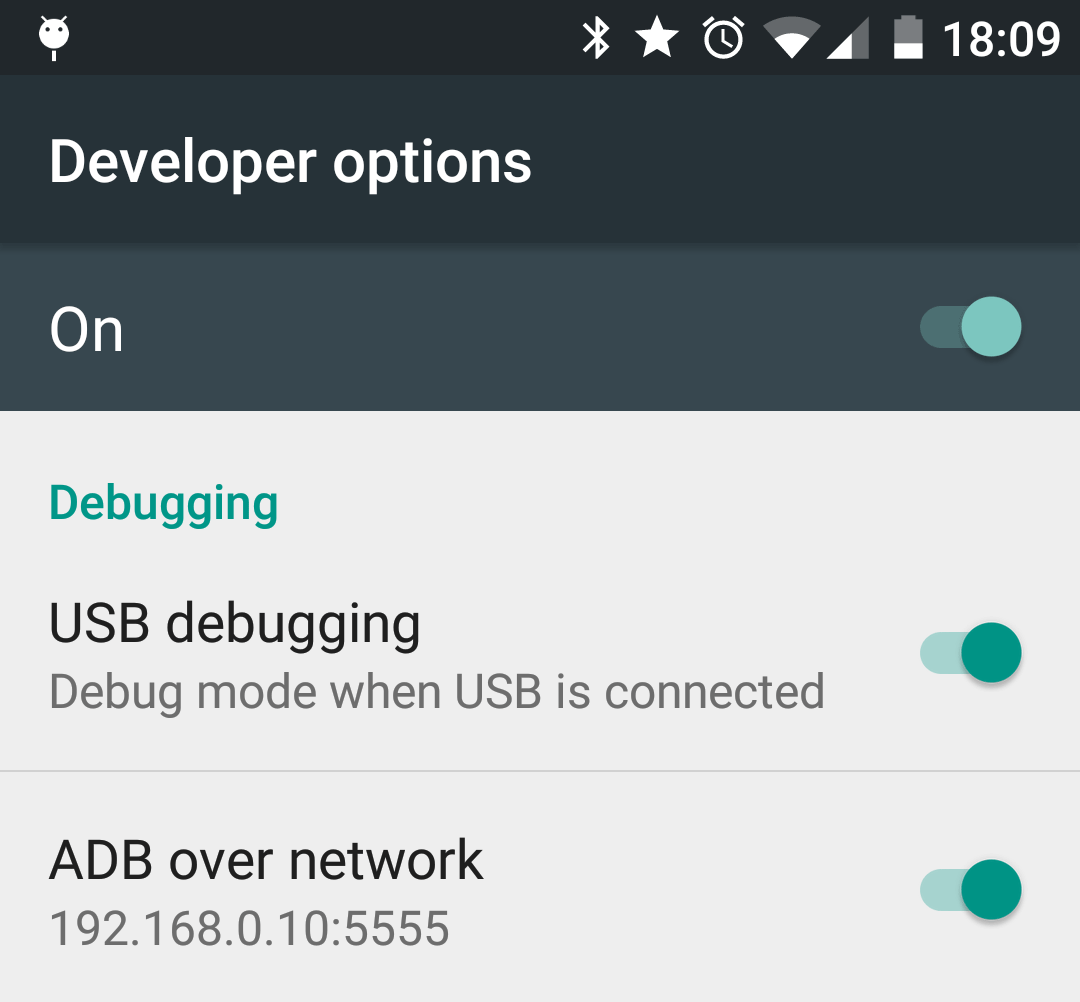 18:09
Developer options
On
Debugging
USB debugging
Debug mode when USB is connected
ADB over network
192.168.0.10:5555